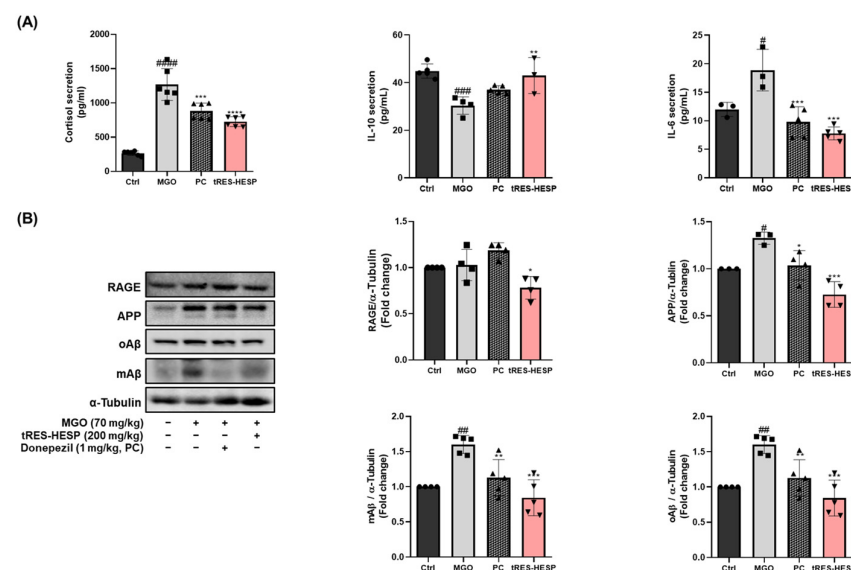 (A)
Cortisol secretion
(pg/ml)
2000
1500
1000
500
0
####
***
****
Ctrl MGO PC tRES-HESP
IL-10 secretion
(pg/mL)
60
40
20
0
###
**
Ctrl MGO PC tRES-HESP
IL-6 secretion
(pg/mL)
25
20
15
10
5
0
#
***
***
Ctrl MGO PC tRES-HESP
(B)
RAGE
APP
oAβ
mAβ
α-Tubulin
MGO (70 mg/kg) – + + +
tRES-HESP (200 mg/kg) – – – +
Donepezil (1 mg/kg, PC) – – + –
RAGE/α-Tubulin
(Fold change)
1.5
1.0
0.5
0.0
*
Ctrl MGO PC tRES-HESP
APP/α-Tublin
(Fold change)
1.5
1.0
0.5
0.0
#
*
***
Ctrl MGO PC tRES-HESP
mAβ / α-Tubulin
(Fold change)
2.0
1.5
1.0
0.5
0.0
##
**
***
Ctrl MGO PC tRES-HESP
oAβ / α-Tubulin
(Fold change)
2.0
1.5
1.0
0.5
0.0
##
**
***
Ctrl MGO PC tRES-HESP